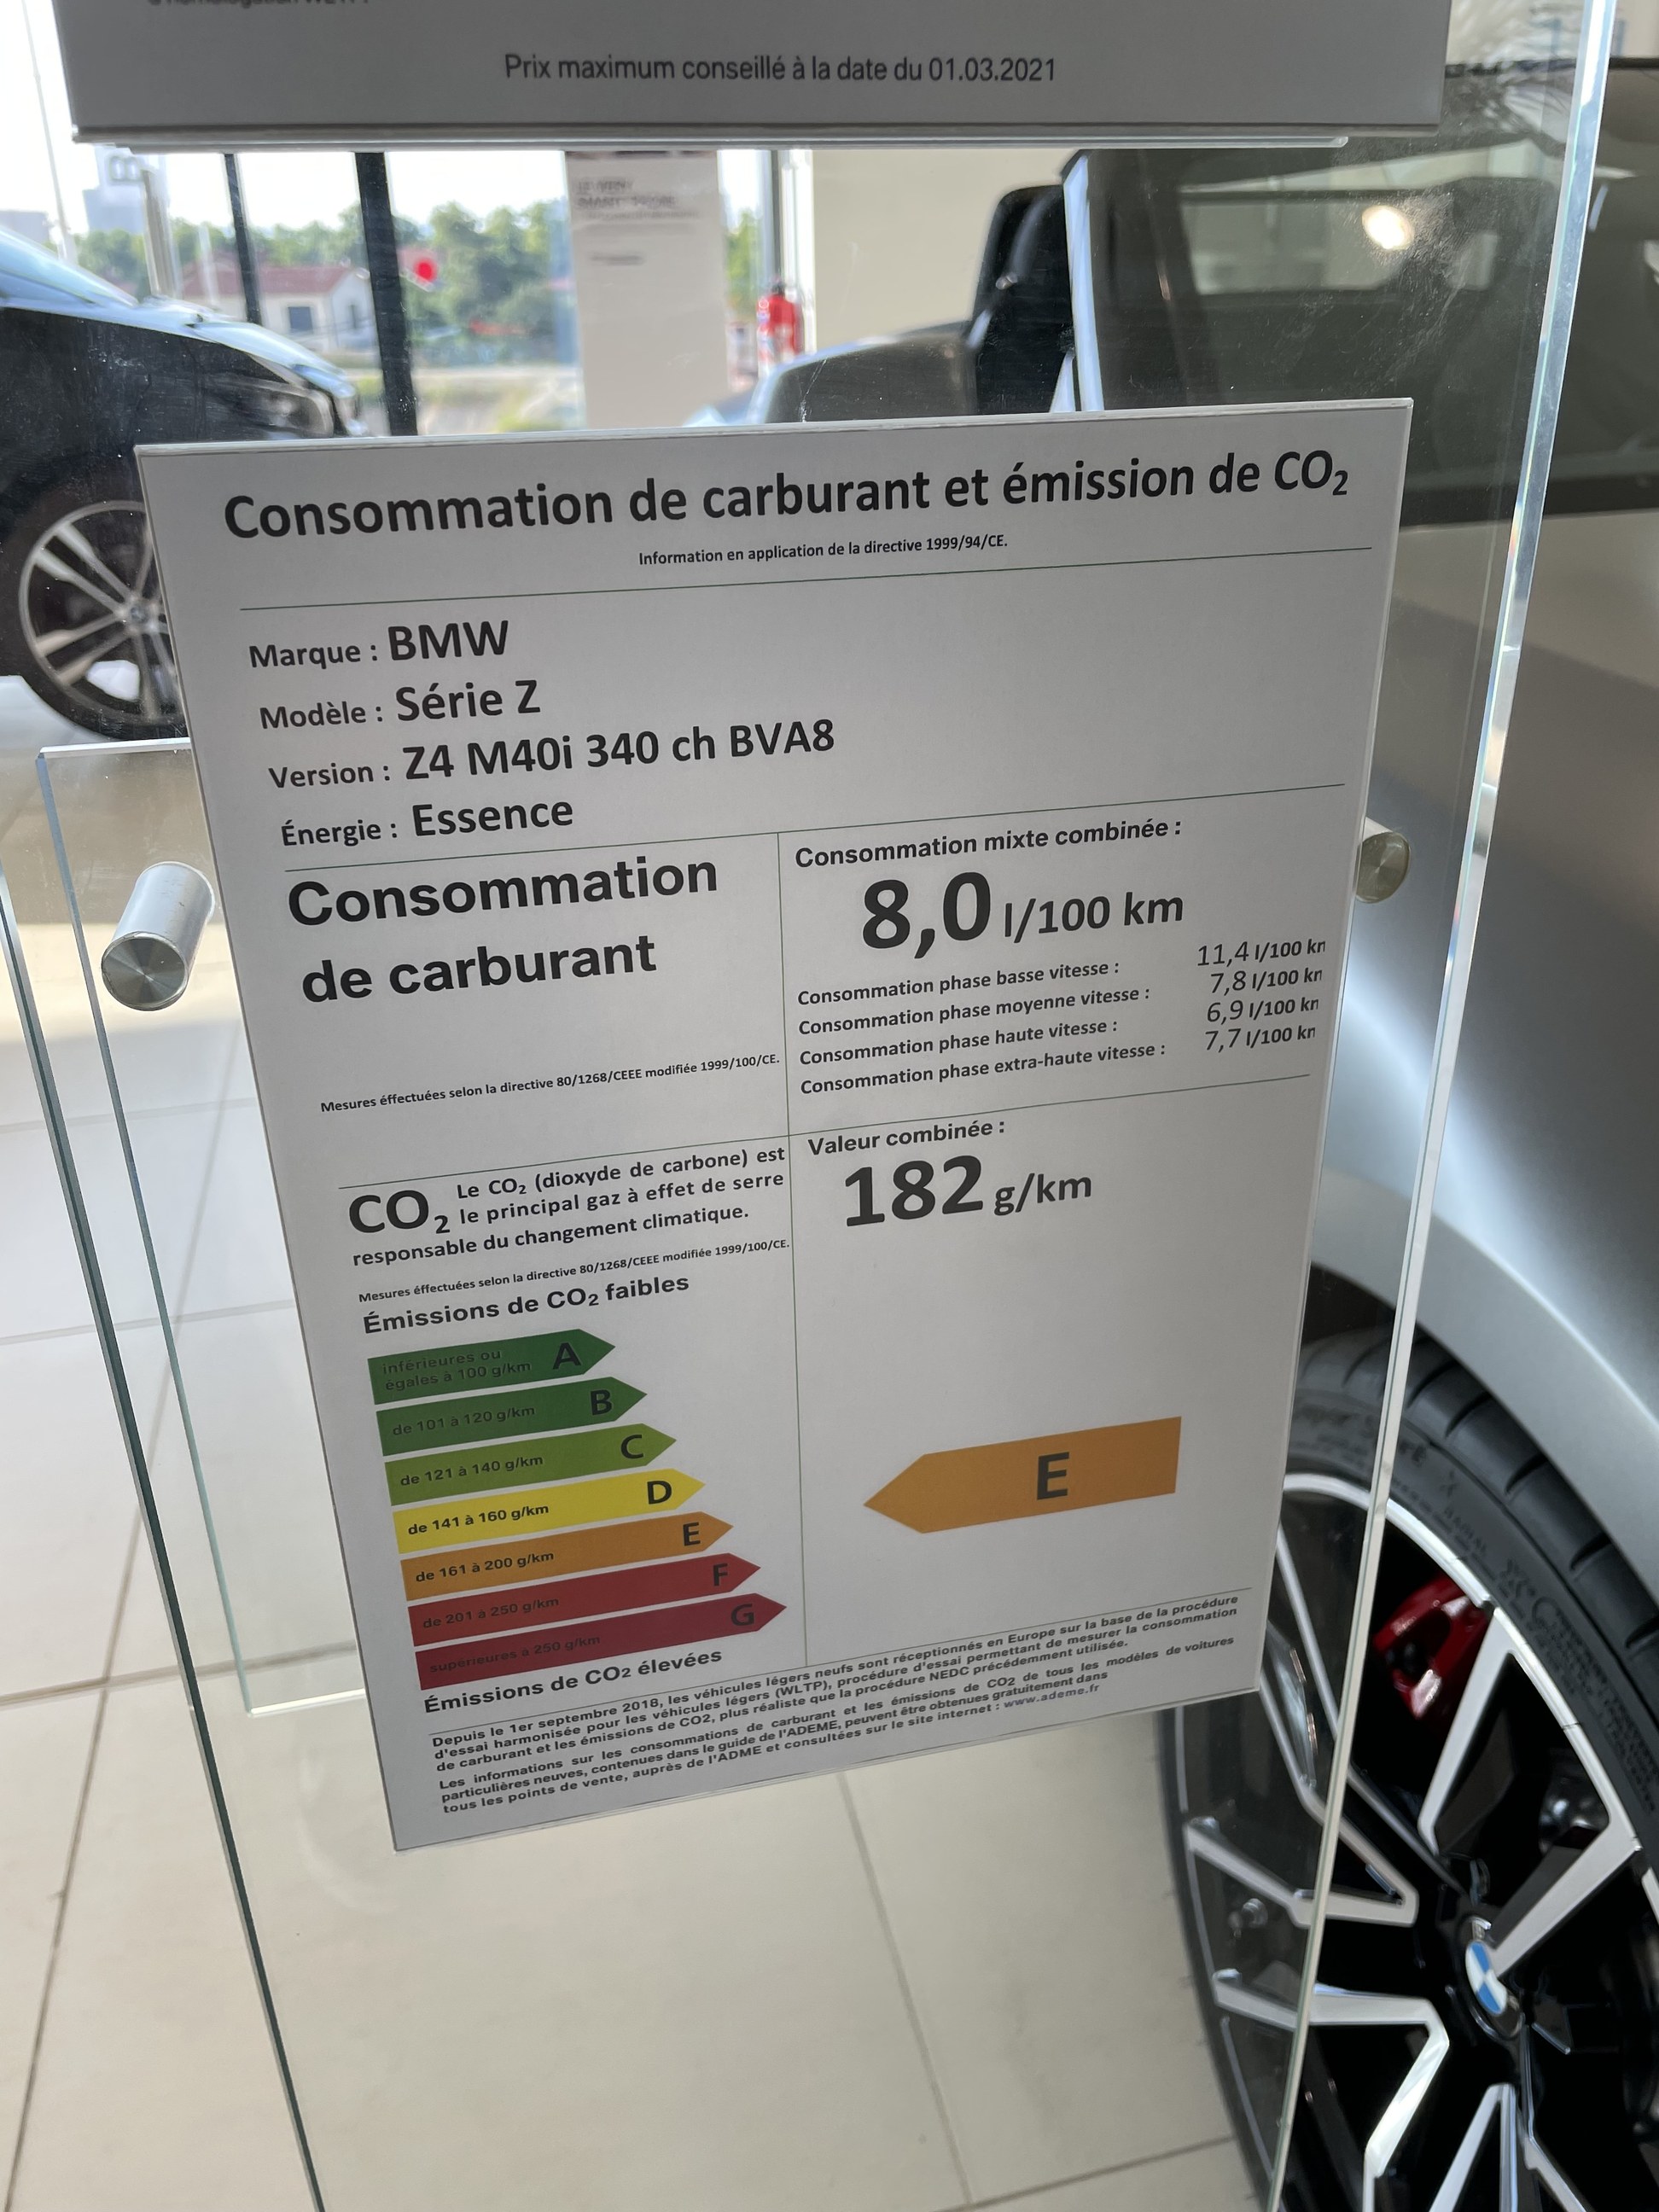 Prix maximum conseillé à la date du 01.03.2021
Consommation de carburant et émission de CO₂
Information en application de la directive 1999/94/CE.
Marque : BMW
Modèle : Série Z
Version : Z4 M40i 340 ch BVA8
Énergie : Essence
Consommation
de carburant
Mesures éffectuées selon la directive 80/1268/CEEE modifiée 1999/100/CE.
Consommation mixte combinée :
8,0 l/100 km
Consommation phase basse vitesse : 11,4 l/100 km
Consommation phase moyenne vitesse : 7,8 l/100 km
Consommation phase haute vitesse : 6,9 l/100 km
Consommation phase extra-haute vitesse : 7,7 l/100 km
CO₂ Le CO₂ (dioxyde de carbone) est
le principal gaz à effet de serre
responsable du changement climatique.
Mesures éffectuées selon la directive 80/1268/CEEE modifiée 1999/100/CE.
Valeur combinée :
182 g/km
Émissions de CO₂ faibles
inférieures ou
égales à 100 g/km A
de 101 à 120 g/km B
de 121 à 140 g/km C
de 141 à 160 g/km D
de 161 à 200 g/km E
de 201 à 250 g/km F
supérieures à 250 g/km G
Émissions de CO₂ élevées
E
Depuis le 1er septembre 2018, les véhicules légers neufs sont réceptionnés en Europe sur la base de la procédure
d'essai harmonisée pour les véhicules légers (WLTP), procédure d'essai permettant de mesurer la consommation
de carburant et les émissions de CO2, plus réaliste que la procédure NEDC précédemment utilisée.
Les informations sur les consommations de carburant et les émissions de CO2 de tous les modèles de voitures
particulières neuves, contenues dans le guide de l'ADEME, peuvent être obtenues gratuitement dans
tous les points de vente, auprès de l'ADME et consultées sur le site internet : www.ademe.fr